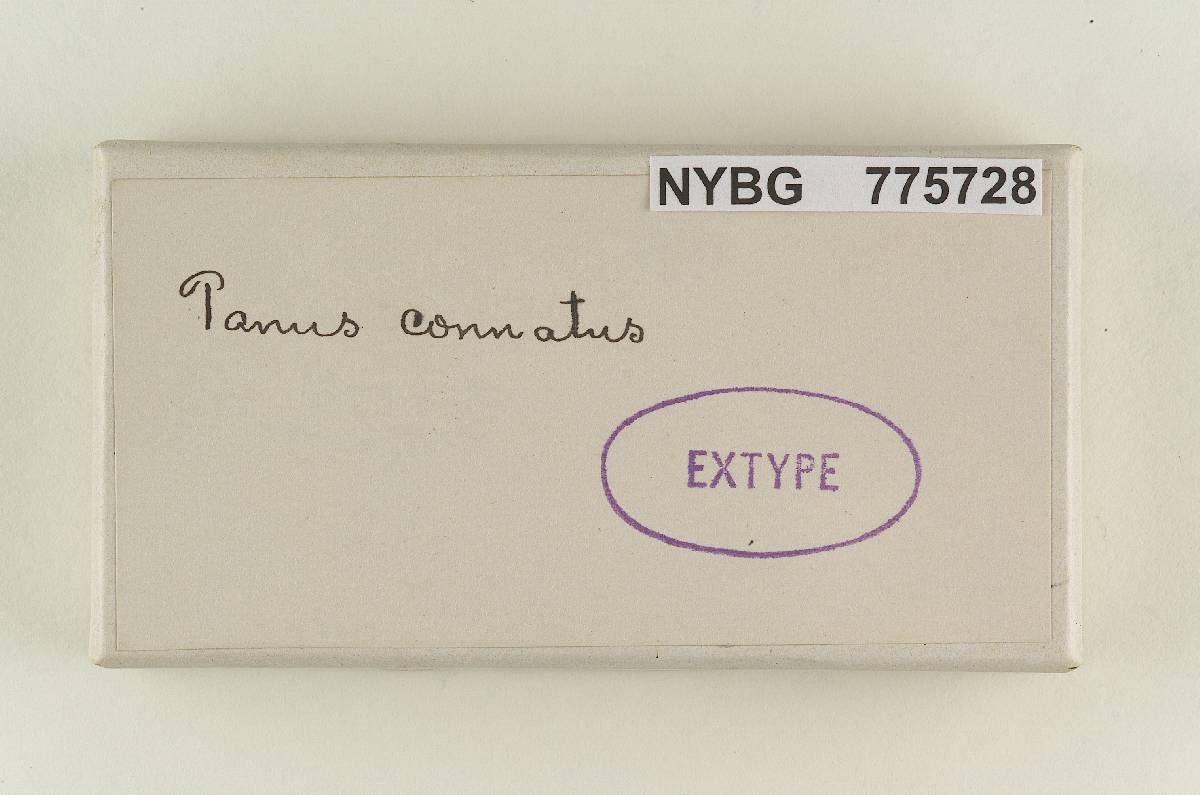 NYBG 775728
Panus connatus
EXTYPE